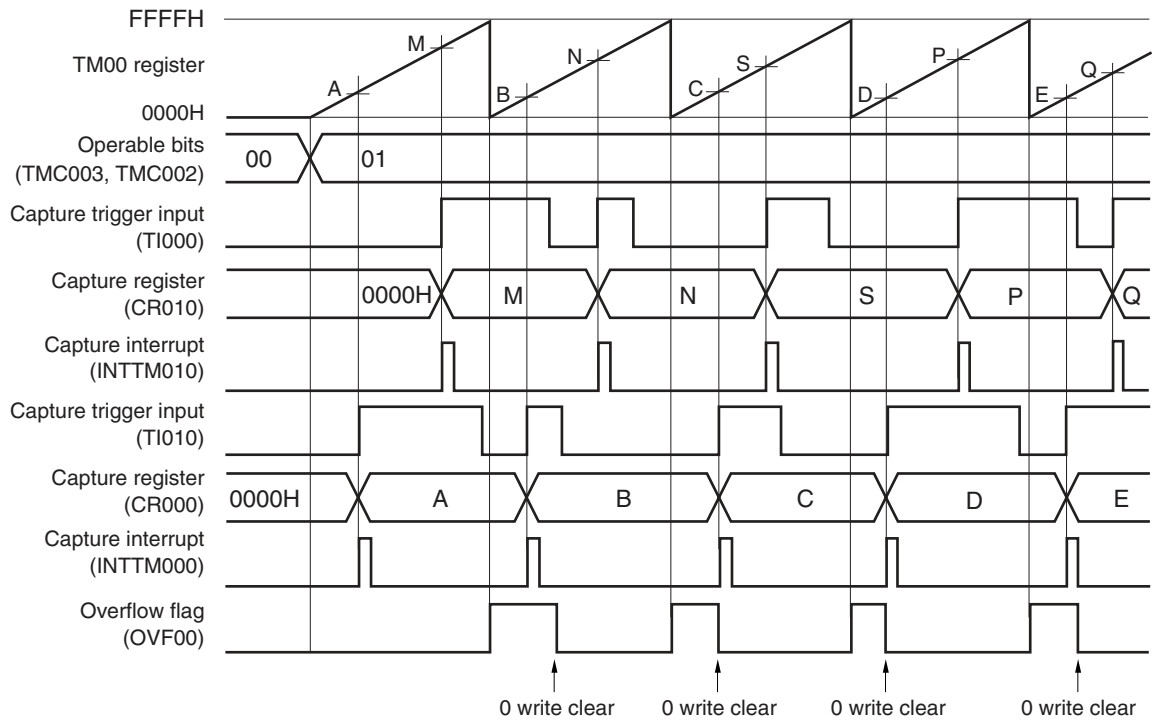 FFFFH
TM00 register
0000H
A M B N C S D P E Q
Operable bits
(TMC003, TMC002)
00 01
Capture trigger input
(TI000)
Capture register
(CR010)
0000H M N S P Q
Capture interrupt
(INTTM010)
Capture trigger input
(TI010)
Capture register
(CR000)
0000H A B C D E
Capture interrupt
(INTTM000)
Overflow flag
(OVF00)
0 write clear 0 write clear 0 write clear 0 write clear